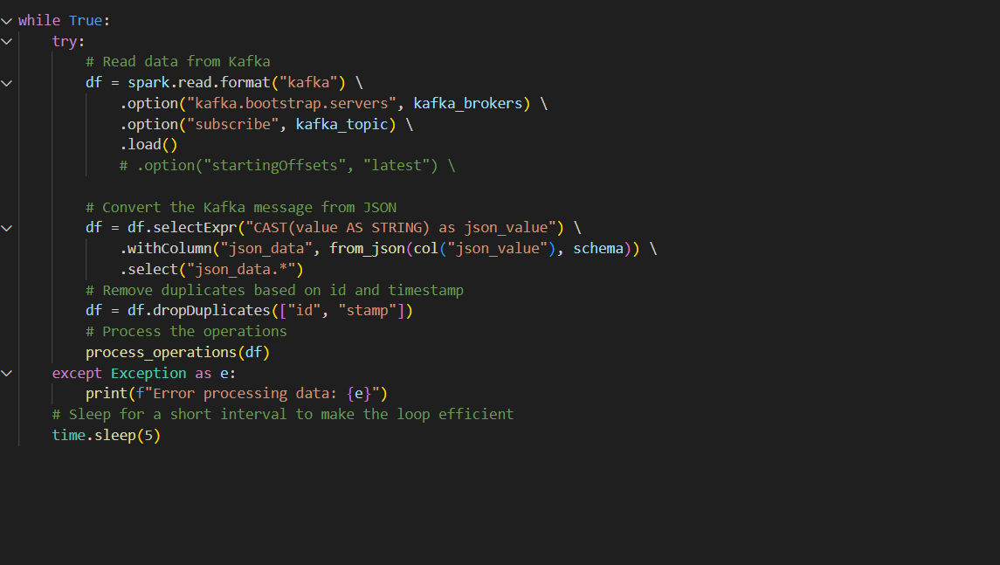 while True:
    try:
        # Read data from Kafka
        df = spark.read.format("kafka") \
            .option("kafka.bootstrap.servers", kafka_brokers) \
            .option("subscribe", kafka_topic) \
            .load()
            # .option("startingOffsets", "latest") \

        # Convert the Kafka message from JSON
        df = df.selectExpr("CAST(value AS STRING) as json_value") \
            .withColumn("json_data", from_json(col("json_value"), schema)) \
            .select("json_data.*")
        # Remove duplicates based on id and timestamp
        df = df.dropDuplicates(["id", "stamp"])
        # Process the operations
        process_operations(df)
    except Exception as e:
        print(f"Error processing data: {e}")
    # Sleep for a short interval to make the loop efficient
    time.sleep(5)